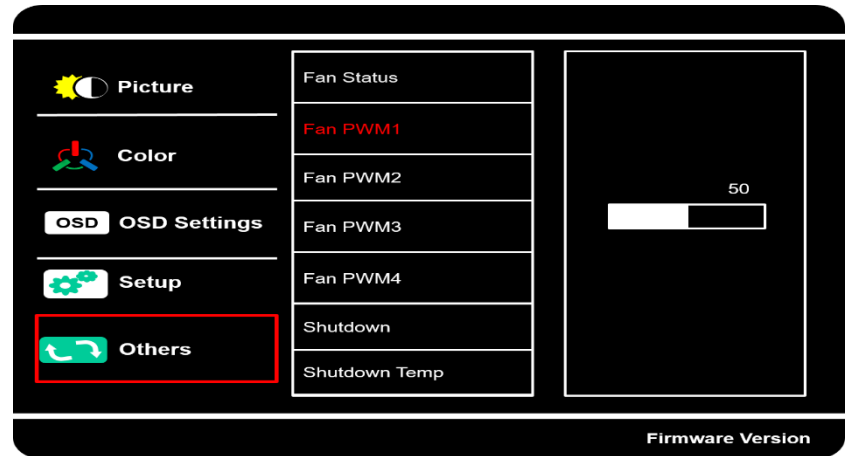 Picture
Color
OSD OSD Settings
Setup
Others
Fan Status
Fan PWM1
Fan PWM2
Fan PWM3
Fan PWM4
Shutdown
Shutdown Temp
50
Firmware Version